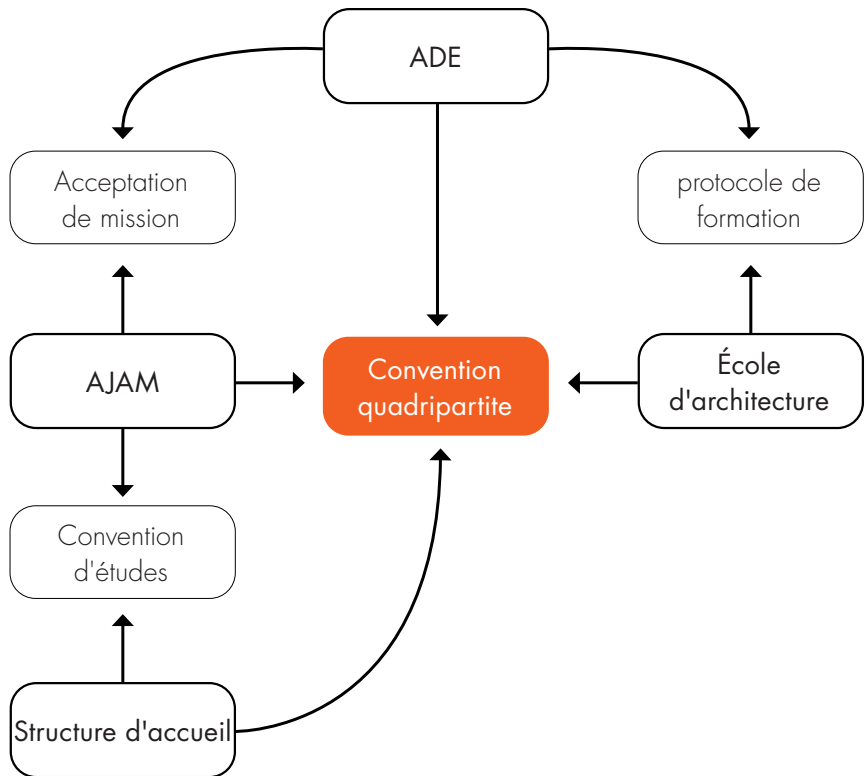 ADE
Acceptation
de mission
protocole de
formation
AJAM
Convention
quadripartite
École
d'architecture
Convention
d'études
Structure d'accueil